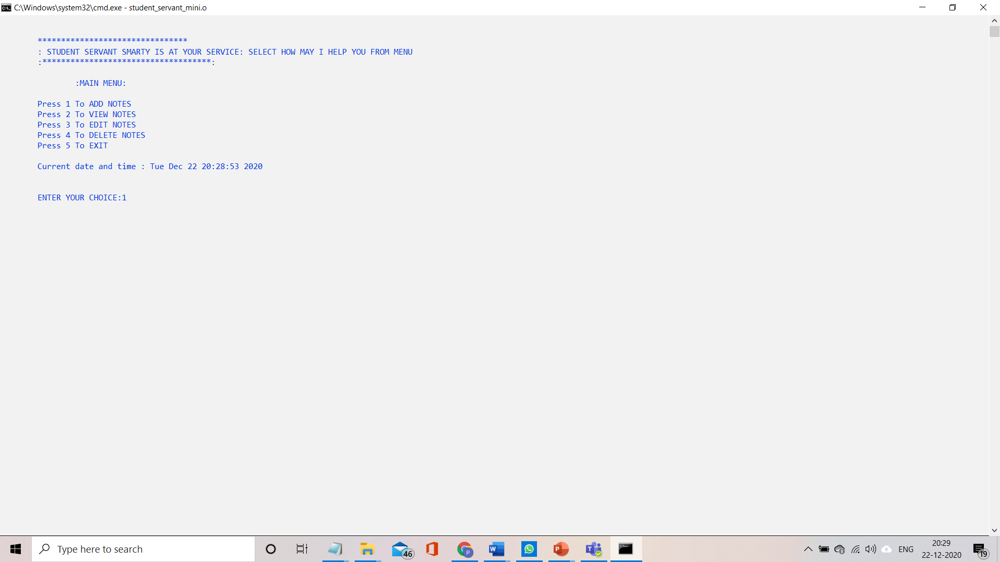 C:\Windows\system32\cmd.exe - student_servant_mini.o
********************************
: STUDENT SERVANT SMARTY IS AT YOUR SERVICE: SELECT HOW MAY I HELP YOU FROM MENU
:************************************:
:MAIN MENU:
Press 1 To ADD NOTES
Press 2 To VIEW NOTES
Press 3 To EDIT NOTES
Press 4 To DELETE NOTES
Press 5 To EXIT
Current date and time : Tue Dec 22 20:28:53 2020
ENTER YOUR CHOICE:1
Type here to search
46
P
W
P
T
ENG
20:29
22-12-2020
19